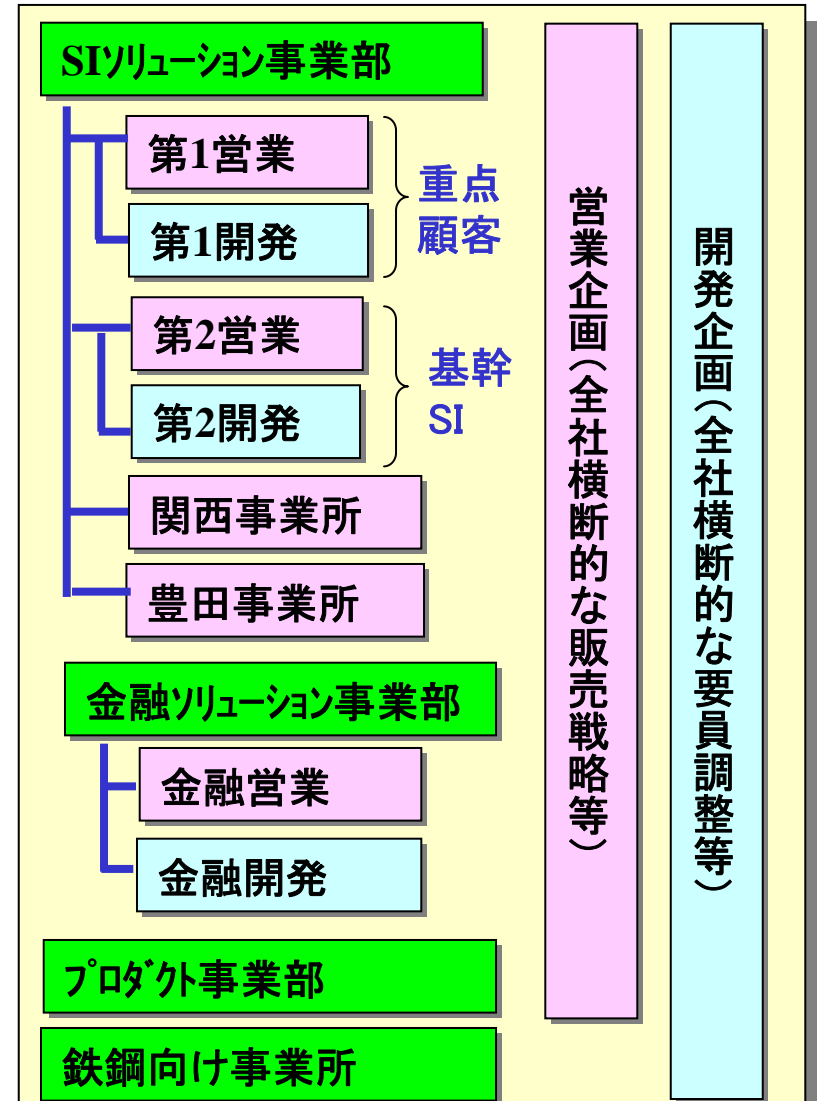 SIソリューション事業部
第1営業
第1開発
重点
顧客
第2営業
第2開発
基幹
SI
関西事業所
豊田事業所
金融ソリューション事業部
金融営業
金融開発
プロダクト事業部
鉄鋼向け事業所
営業企画(全社横断的な販売戦略等)
開発企画(全社横断的な要員調整等)